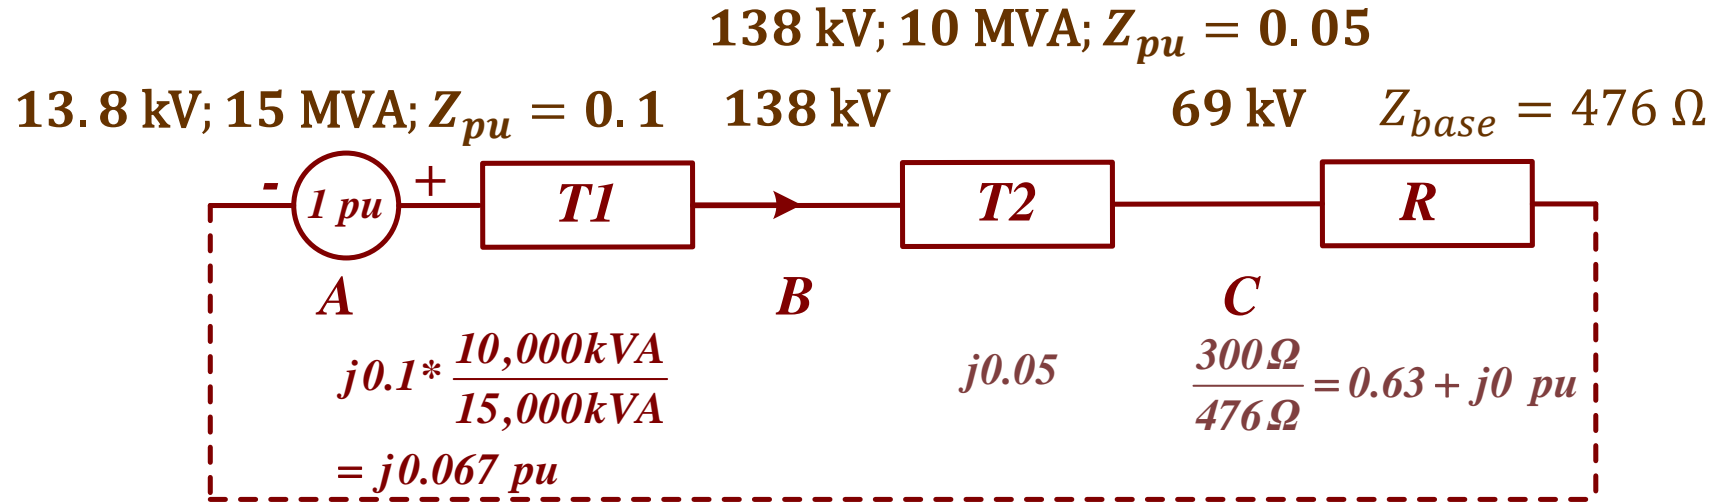 138 kV; 10 MVA; Z_pu = 0.05
13.8 kV; 15 MVA; Z_pu = 0.1 138 kV 69 kV Z_base = 476 Ω
- 1 pu + T1 T2 R
A B C
j0.1* 10,000kVA / 15,000kVA j0.05 300Ω / 476Ω = 0.63 + j0 pu
= j0.067 pu